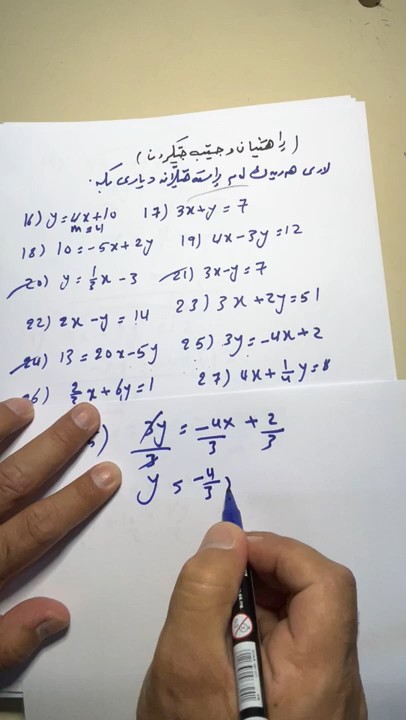 ( ڕاهێنان و جێبەجێکردن )
لاری هەریەک لەم ڕاستە هێڵانە دیاری بکە.
16) y = 4x + 10 17) 3x + y = 7
m = 4
18) 10 = -5x + 2y 19) 4x - 3y = 12
20) y = 1/3 x - 3 21) 3x - y = 7
22) 2x - y = 14 23) 3x + 2y = 51
24) 13 = 20x - 5y 25) 3y = -4x + 2
26) 2/3 x + 6y = 1 27) 4x + 1/4 y = 8
) 3y/3 = -4x/3 + 2/3
y = -4/3